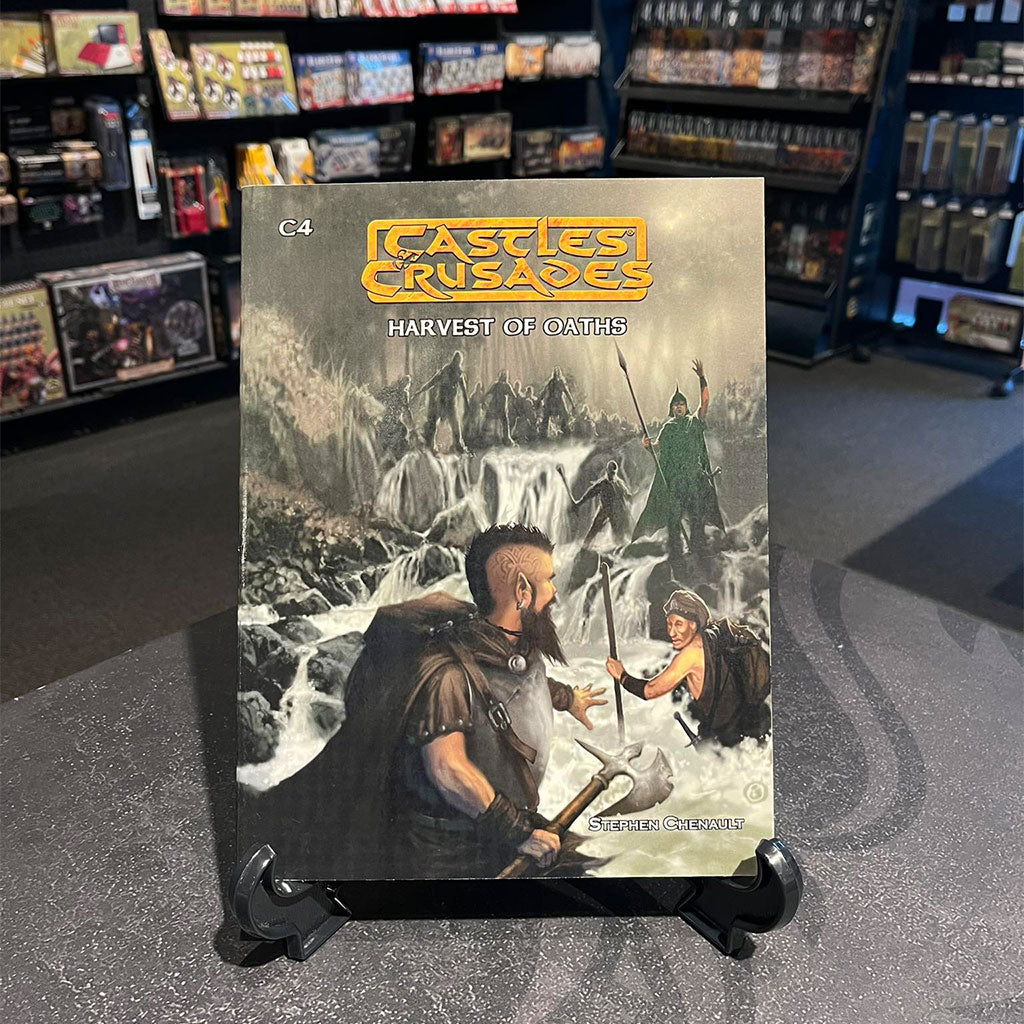 C4
CASTLES
& CRUSADES
HARVEST OF OATHS
STEPHEN CHENAULT